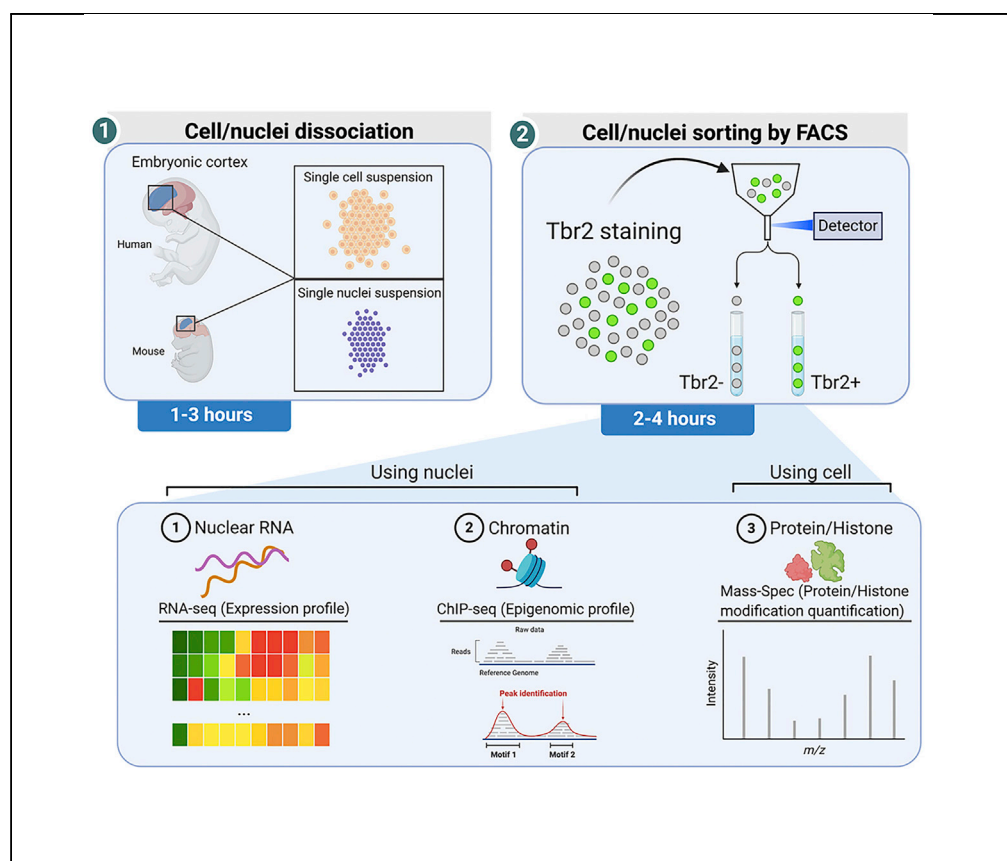 1
Cell/nuclei dissociation
Embryonic cortex
Human
Mouse
Single cell suspension
Single nuclei suspension
1-3 hours
2
Cell/nuclei sorting by FACS
Tbr2 staining
Detector
Tbr2-
Tbr2+
2-4 hours
Using nuclei
Using cell
1 Nuclear RNA
RNA-seq (Expression profile)
...
2 Chromatin
ChIP-seq (Epigenomic profile)
Raw data
Reads
Reference Genome
Peak identification
Motif 1
Motif 2
3 Protein/Histone
Mass-Spec (Protein/Histone
modification quantification)
Intensity
m/z